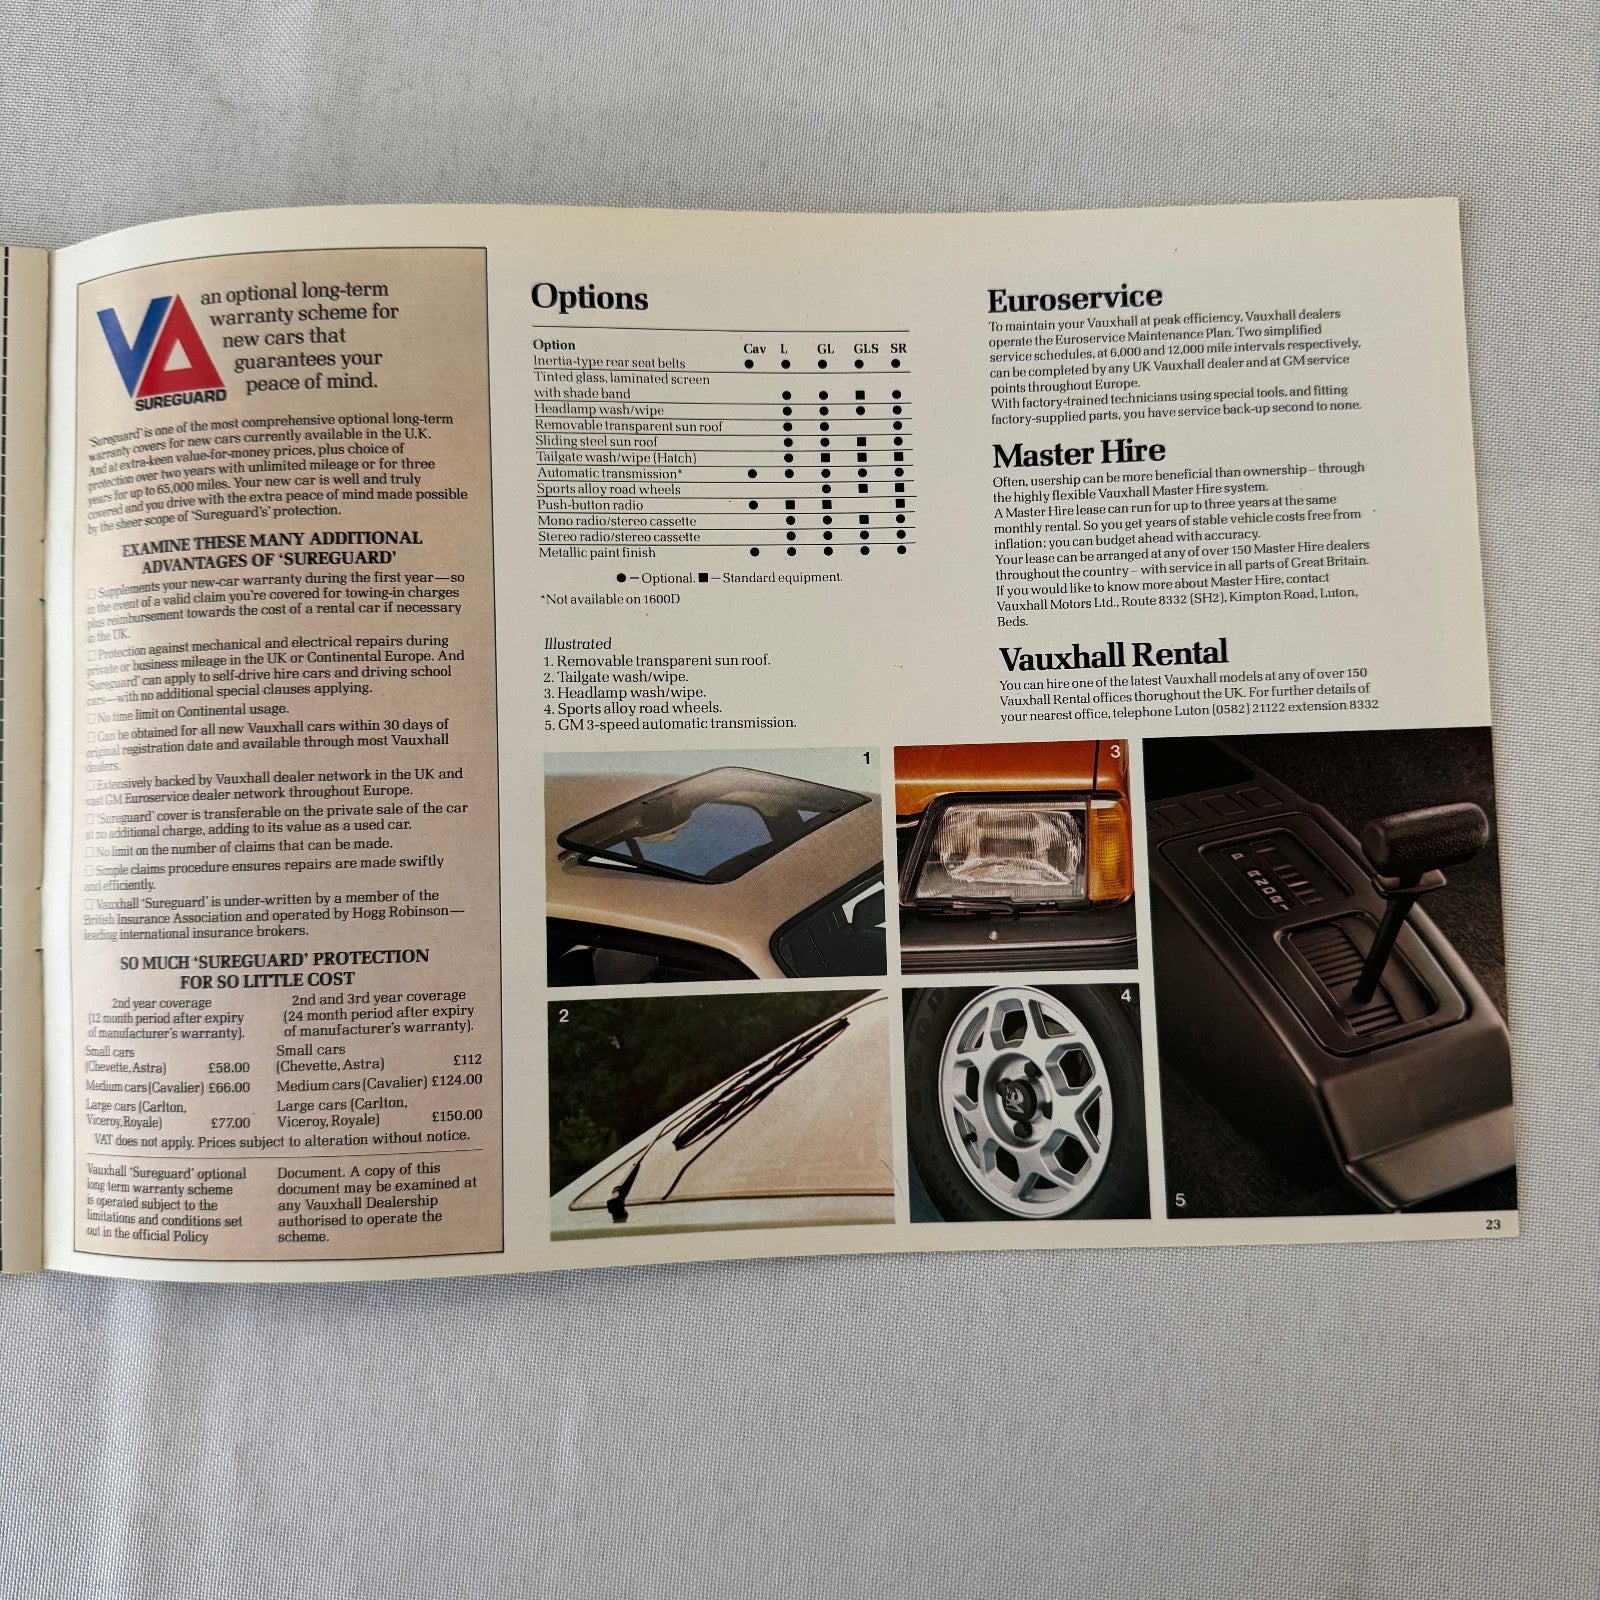 an optional long-term
warranty scheme for
new cars that
guarantees your
peace of mind.
VA
SUREGUARD
'Sureguard' is one of the most comprehensive optional long-term
warranty covers for new cars currently available in the U.K.
And at extra-keen value-for-money prices, plus choice of
protection over two years with unlimited mileage or for three
years for up to 65,000 miles. Your new car is well and truly
covered and you drive with the extra peace of mind made possible
by the sheer scope of 'Sureguard's' protection.
EXAMINE THESE MANY ADDITIONAL
ADVANTAGES OF 'SUREGUARD'
□ Supplements your new-car warranty during the first year—so
in the event of a valid claim you're covered for towing-in charges
plus reimbursement towards the cost of a rental car if necessary
in the UK.
□ Protection against mechanical and electrical repairs during
private or business mileage in the UK or Continental Europe. And
'Sureguard' can apply to self-drive hire cars and driving school
cars—with no additional special clauses applying.
□ No time limit on Continental usage.
□ Can be obtained for all new Vauxhall cars within 30 days of
original registration date and available through most Vauxhall
dealers.
□ Extensively backed by Vauxhall dealer network in the UK and
vast GM Euroservice dealer network throughout Europe.
□ 'Sureguard' cover is transferable on the private sale of the car
at no additional charge, adding to its value as a used car.
□ No limit on the number of claims that can be made.
□ Simple claims procedure ensures repairs are made swiftly
and efficiently.
□ Vauxhall 'Sureguard' is under-written by a member of the
British Insurance Association and operated by Hogg Robinson—
leading international insurance brokers.
SO MUCH 'SUREGUARD' PROTECTION
FOR SO LITTLE COST
2nd year coverage
(12 month period after expiry
of manufacturer's warranty).
Small cars
(Chevette, Astra) £58.00
Medium cars (Cavalier) £66.00
Large cars (Carlton,
Viceroy, Royale) £77.00
2nd and 3rd year coverage
(24 month period after expiry
of manufacturer's warranty).
Small cars
(Chevette, Astra) £112
Medium cars (Cavalier) £124.00
Large cars (Carlton,
Viceroy, Royale) £150.00
VAT does not apply. Prices subject to alteration without notice.
Vauxhall 'Sureguard' optional
long term warranty scheme
is operated subject to the
limitations and conditions set
out in the official Policy
Document. A copy of this
document may be examined at
any Vauxhall Dealership
authorised to operate the
scheme.
Options
Option Cav L GL GLS SR
Inertia-type rear seat belts ● ● ● ● ●
Tinted glass, laminated screen
with shade band ● ● ■ ●
Headlamp wash/wipe ● ● ● ●
Removable transparent sun roof ● ● ●
Sliding steel sun roof ● ● ■ ●
Tailgate wash/wipe (Hatch) ● ■ ■ ■
Automatic transmission* ● ● ● ● ●
Sports alloy road wheels ● ■ ■
Push-button radio ● ■ ■ ■
Mono radio/stereo cassette ● ● ■ ●
Stereo radio/stereo cassette ● ● ● ●
Metallic paint finish ● ● ● ● ●
● – Optional. ■ – Standard equipment.
*Not available on 1600D
Illustrated
1. Removable transparent sun roof.
2. Tailgate wash/wipe.
3. Headlamp wash/wipe.
4. Sports alloy road wheels.
5. GM 3-speed automatic transmission.
Euroservice
To maintain your Vauxhall at peak efficiency, Vauxhall dealers
operate the Euroservice Maintenance Plan. Two simplified
service schedules, at 6,000 and 12,000 mile intervals respectively,
can be completed by any UK Vauxhall dealer and at GM service
points throughout Europe.
With factory-trained technicians using special tools, and fitting
factory-supplied parts, you have service back-up second to none.
Master Hire
Often, usership can be more beneficial than ownership – through
the highly flexible Vauxhall Master Hire system.
A Master Hire lease can run for up to three years at the same
monthly rental. So you get years of stable vehicle costs free from
inflation; you can budget ahead with accuracy.
Your lease can be arranged at any of over 150 Master Hire dealers
throughout the country – with service in all parts of Great Britain.
If you would like to know more about Master Hire, contact
Vauxhall Motors Ltd., Route 8332 (SH2), Kimpton Road, Luton,
Beds.
Vauxhall Rental
You can hire one of the latest Vauxhall models at any of over 150
Vauxhall Rental offices thorughout the UK. For further details of
your nearest office, telephone Luton (0582) 21122 extension 8332
1
3
2
4
5
23